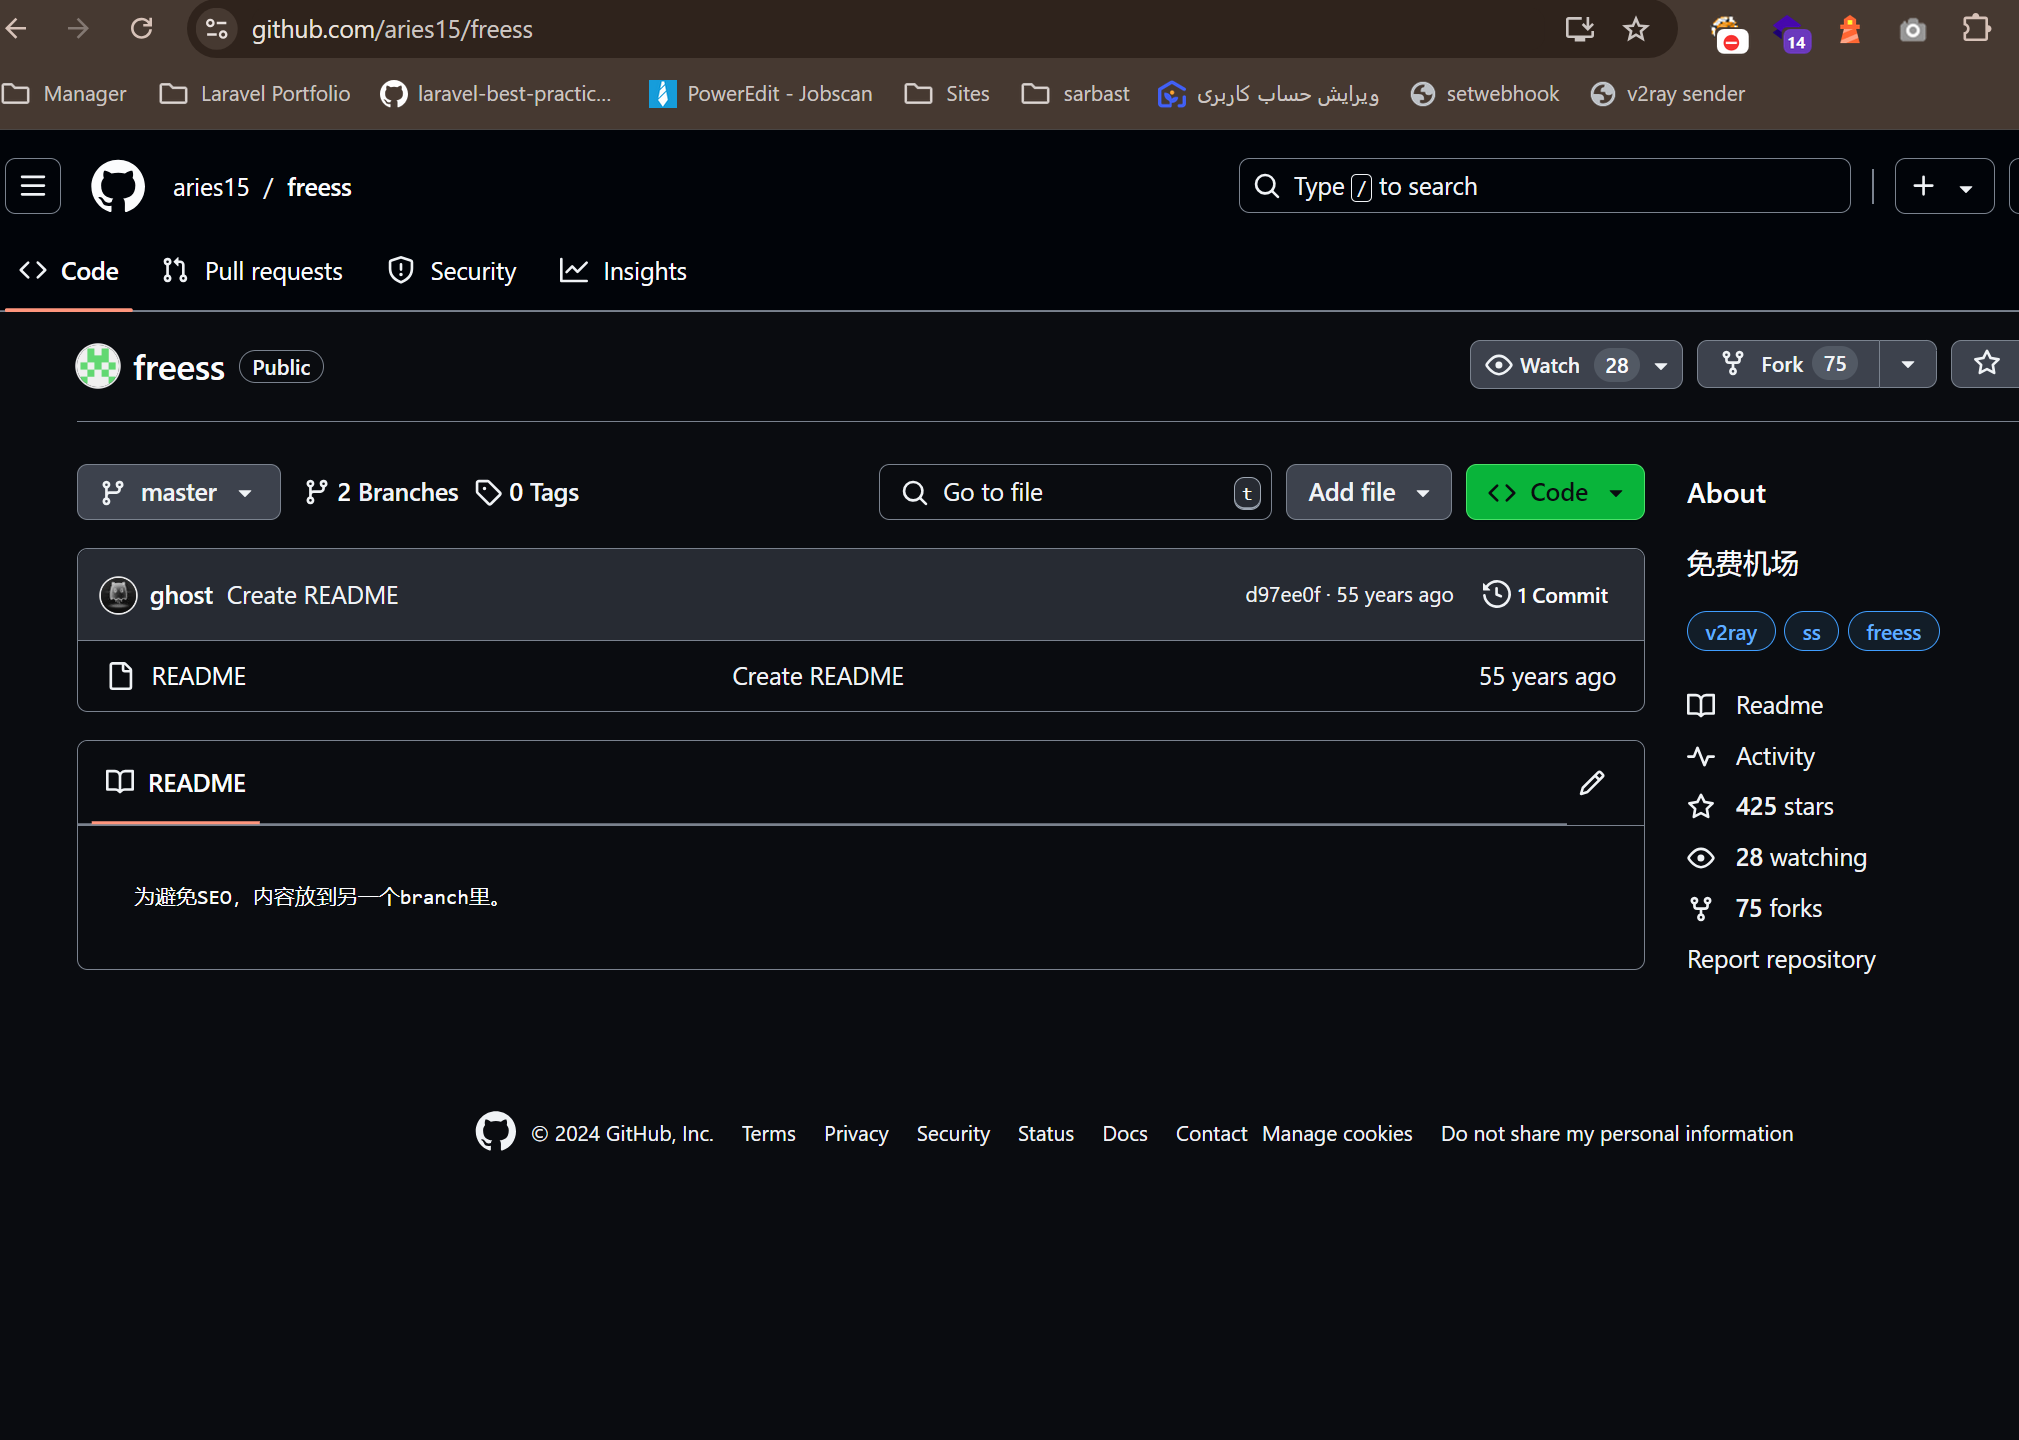 github.com/aries15/freess
14
Manager
Laravel Portfolio
laravel-best-practic...
PowerEdit - Jobscan
Sites
sarbast
ویرایش حساب کاربری
setwebhook
v2ray sender
aries15 / freess
Type / to search
Code
Pull requests
Security
Insights
freess Public
Watch 28
Fork 75
master
2 Branches
0 Tags
Go to file t
Add file
Code
About
免费机场
v2ray ss freess
ghost Create README d97ee0f · 55 years ago 1 Commit
README Create README 55 years ago
README
为避免SEO，内容放到另一个branch里。
Readme
Activity
425 stars
28 watching
75 forks
Report repository
© 2024 GitHub, Inc. Terms Privacy Security Status Docs Contact Manage cookies Do not share my personal information